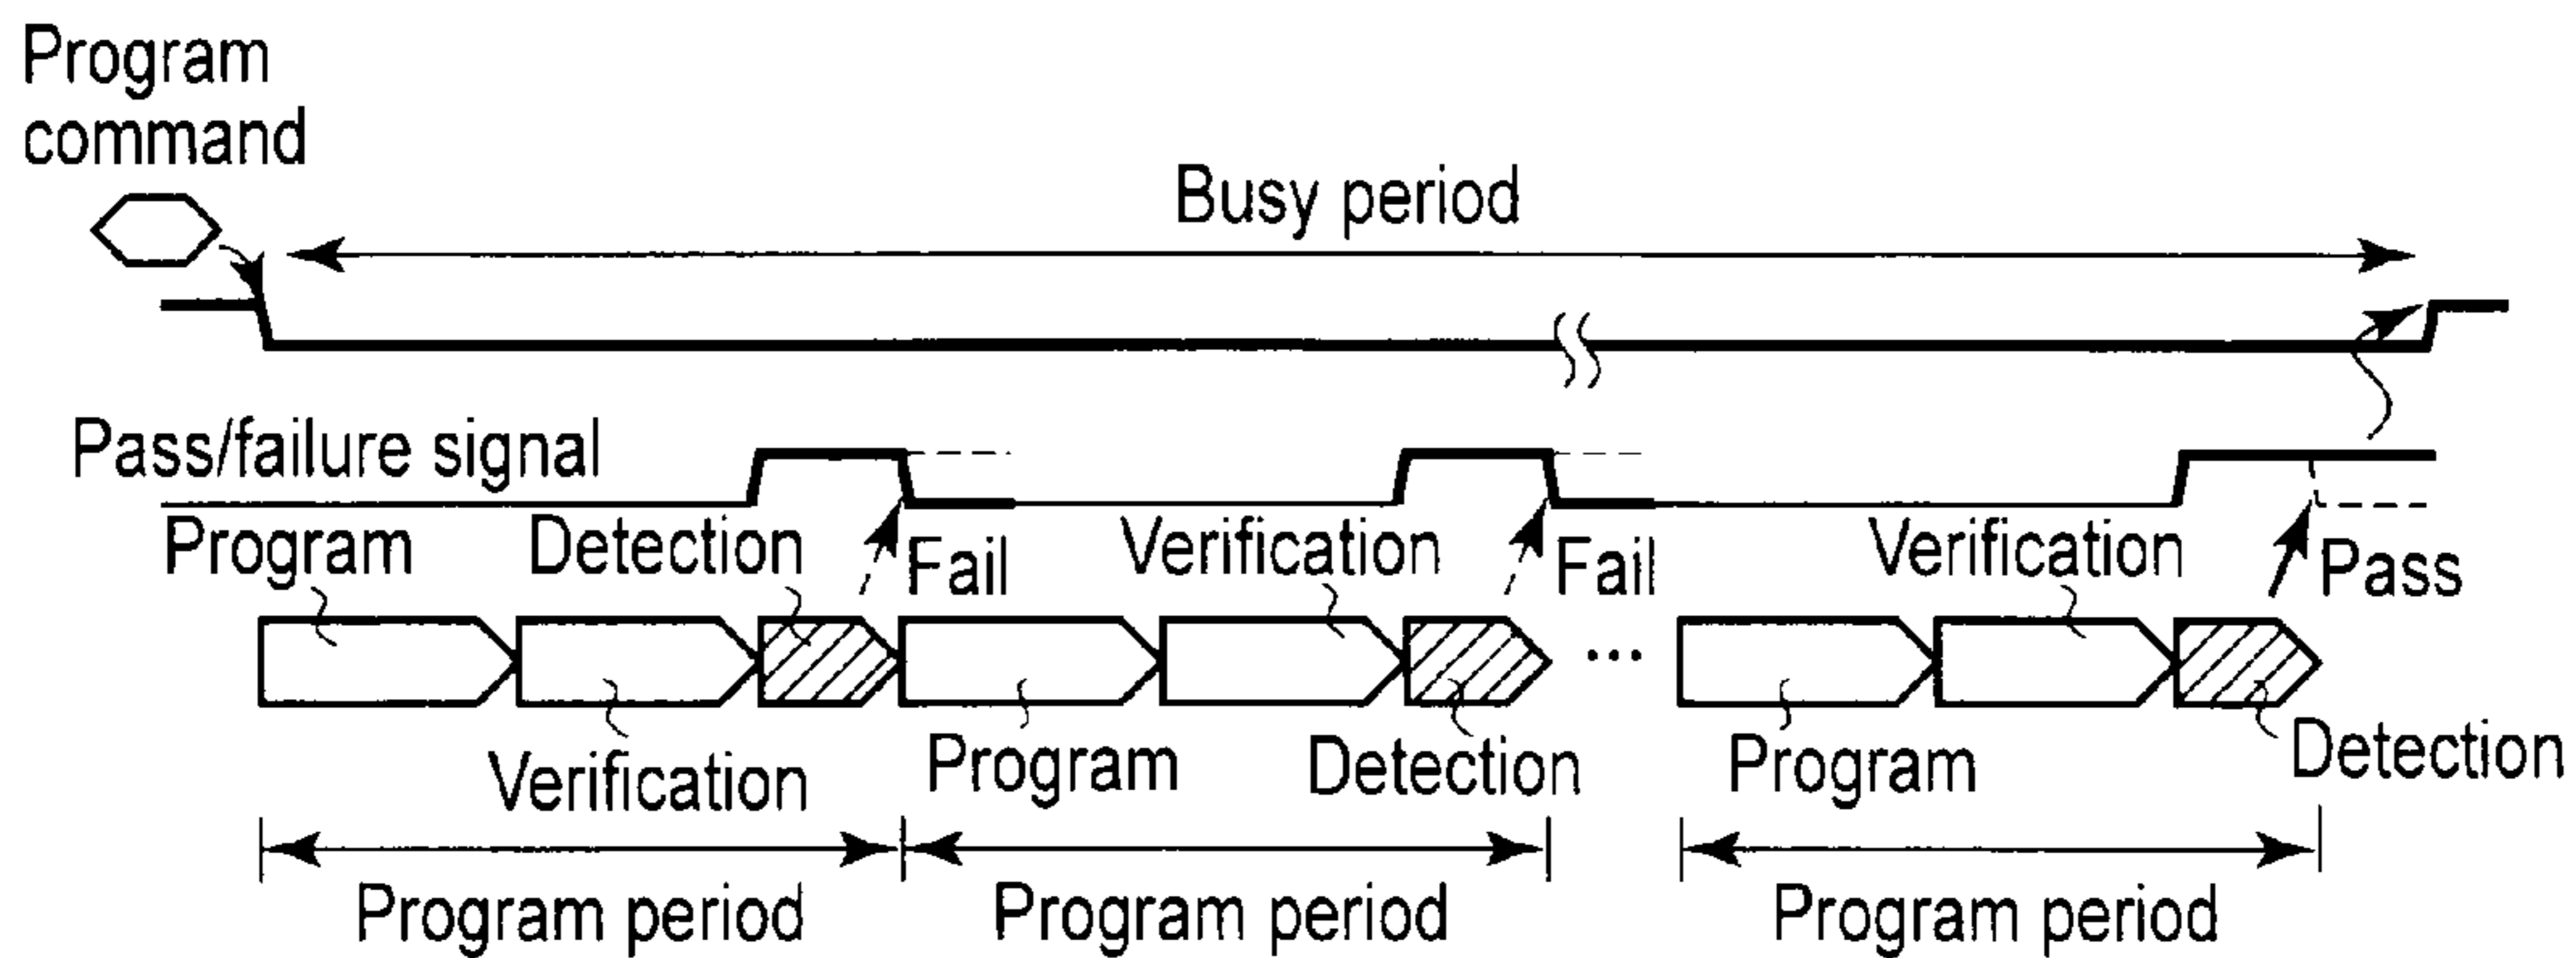 Program
command
Busy period
Pass/failure signal
Program
Detection
Fail
Verification
Fail
Verification
Pass
...
Verification
Program
Detection
Program
Detection
Program period
Program period
Program period